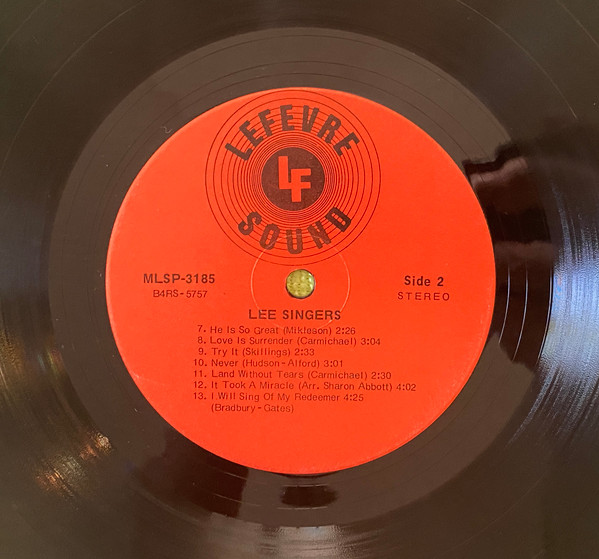 LEFEVRE
LF
SOUND
MLSP-3185
B4RS-5757
Side 2
STEREO
LEE SINGERS
7. He Is So Great (Mikleson) 2:26
8. Love Is Surrender (Carmichael) 3:04
9. Try It (Skillings) 2:33
10. Never (Hudson-Alford) 3:01
11. Land Without Tears (Carmichael) 2:30
12. It Took A Miracle (Arr. Sharon Abbott) 4:02
13. I Will Sing Of My Redeemer 4:25
(Bradbury-Gates)